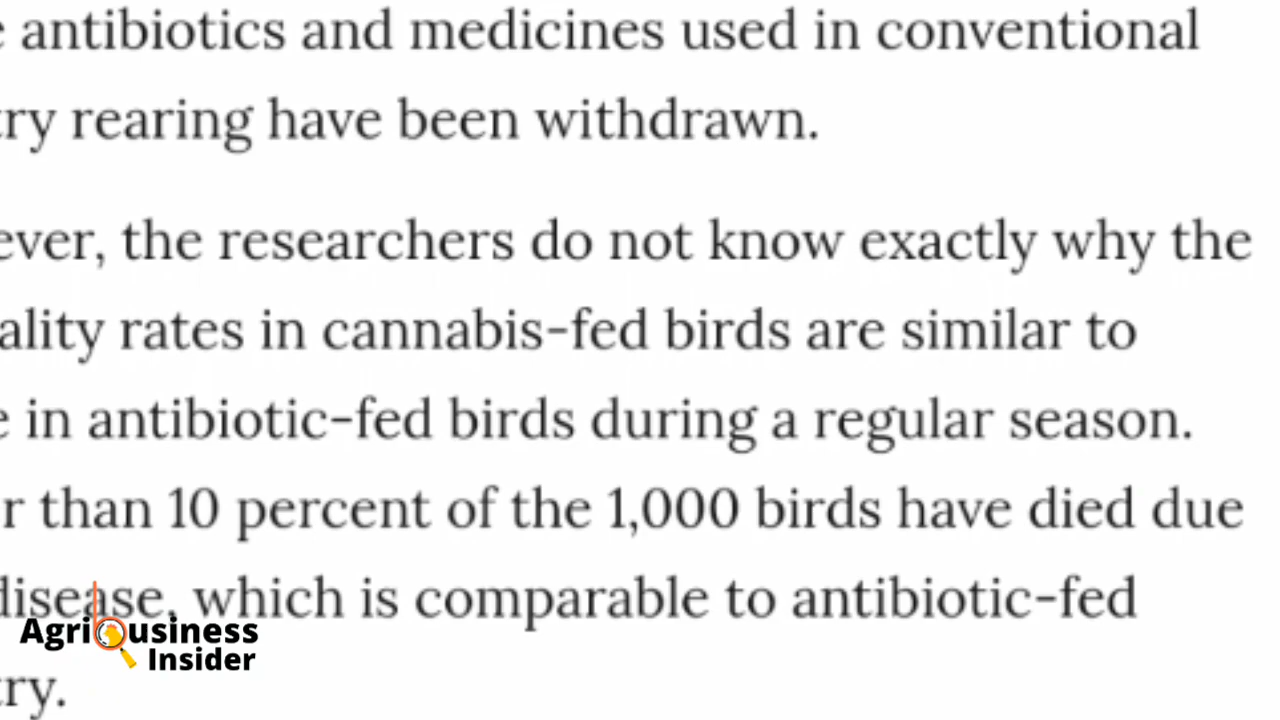 antibiotics and medicines used in conventional
try rearing have been withdrawn.
ever, the researchers do not know exactly why the
ality rates in cannabis-fed birds are similar to
e in antibiotic-fed birds during a regular season.
r than 10 percent of the 1,000 birds have died due
disease, which is comparable to antibiotic-fed
try.
Agribusiness
Insider